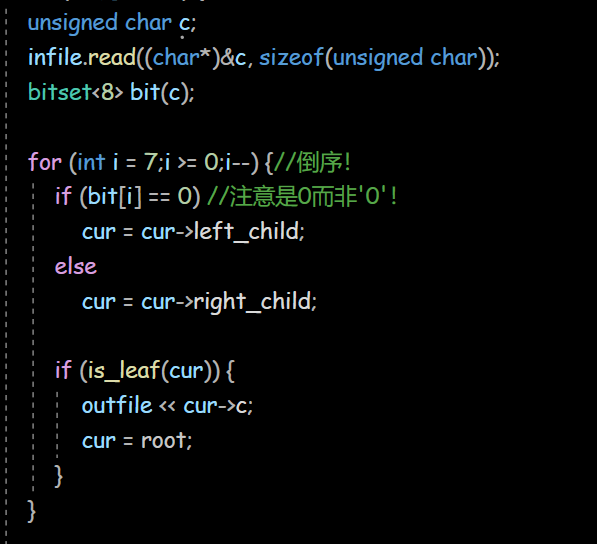 unsigned char c;
infile.read((char*)&c, sizeof(unsigned char));
bitset<8> bit(c);
for (int i = 7;i >= 0;i--) {//倒序!
if (bit[i] == 0) //注意是0而非'0'!
cur = cur->left_child;
else
cur = cur->right_child;
if (is_leaf(cur)) {
outfile << cur->c;
cur = root;
}
}